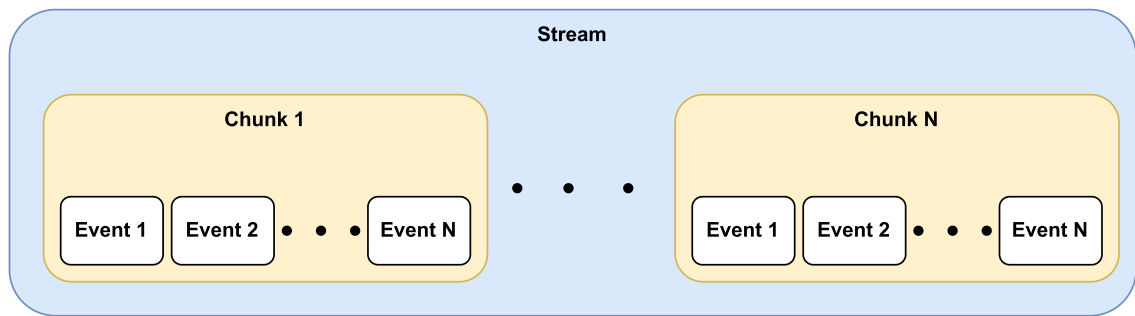 Stream
Chunk 1
Chunk N
Event 1
Event 2
Event N
Event 1
Event 2
Event N